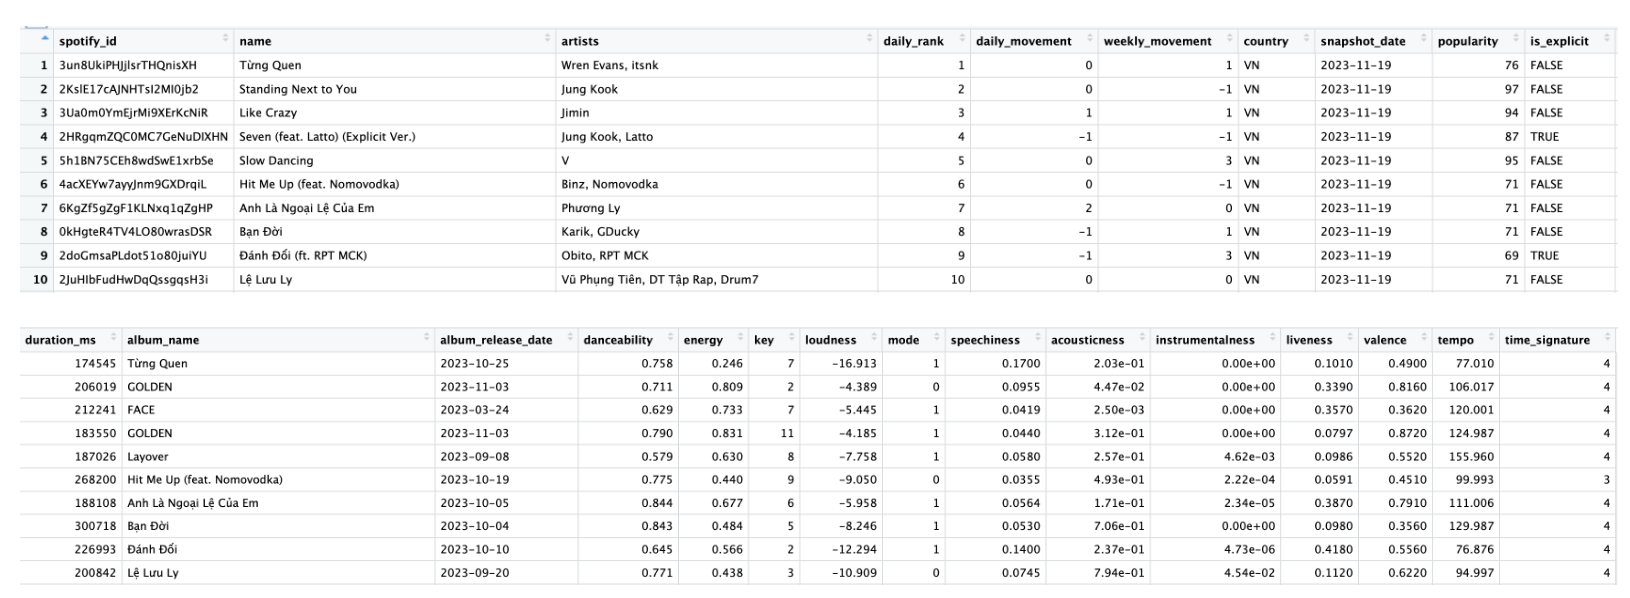 spotify_id name artists daily_rank daily_movement weekly_movement country snapshot_date popularity is_explicit
1 3un8UkiPHJjlsrTHQnisXH Từng Quen Wren Evans, itsnk 1 0 1 VN 2023-11-19 76 FALSE
2 2KslE17cAJNHTsI2MI0jb2 Standing Next to You Jung Kook 2 0 -1 VN 2023-11-19 97 FALSE
3 3Ua0m0YmEjrMi9XErKcNiR Like Crazy Jimin 3 1 1 VN 2023-11-19 94 FALSE
4 2HRgqmZQC0MC7GeNuDIXHN Seven (feat. Latto) (Explicit Ver.) Jung Kook, Latto 4 -1 -1 VN 2023-11-19 87 TRUE
5 5h1BN75CEh8wdSwE1xrbSe Slow Dancing V 5 0 3 VN 2023-11-19 95 FALSE
6 4acXEYw7ayyJnm9GXDrqiL Hit Me Up (feat. Nomovodka) Binz, Nomovodka 6 0 -1 VN 2023-11-19 71 FALSE
7 6KgZf5gZgF1KLNxq1qZgHP Anh Là Ngoại Lệ Của Em Phương Ly 7 2 0 VN 2023-11-19 71 FALSE
8 0kHgteR4TV4LO80wrasDSR Bạn Đời Karik, GDucky 8 -1 1 VN 2023-11-19 71 FALSE
9 2doGmsaPLdot51o80juiYU Đánh Đổi (ft. RPT MCK) Obito, RPT MCK 9 -1 3 VN 2023-11-19 69 TRUE
10 2JuHIbFudHwDqQssgqsH3i Lệ Lưu Ly Vũ Phụng Tiên, DT Tập Rap, Drum7 10 0 0 VN 2023-11-19 71 FALSE
duration_ms album_name album_release_date danceability energy key loudness mode speechiness acousticness instrumentalness liveness valence tempo time_signature
174545 Từng Quen 2023-10-25 0.758 0.246 7 -16.913 1 0.1700 2.03e-01 0.00e+00 0.1010 0.4900 77.010 4
206019 GOLDEN 2023-11-03 0.711 0.809 2 -4.389 0 0.0955 4.47e-02 0.00e+00 0.3390 0.8160 106.017 4
212241 FACE 2023-03-24 0.629 0.733 7 -5.445 1 0.0419 2.50e-03 0.00e+00 0.3570 0.3620 120.001 4
183550 GOLDEN 2023-11-03 0.790 0.831 11 -4.185 1 0.0440 3.12e-01 0.00e+00 0.0797 0.8720 124.987 4
187026 Layover 2023-09-08 0.579 0.630 8 -7.758 1 0.0580 2.57e-01 4.62e-03 0.0986 0.5520 155.960 4
268200 Hit Me Up (feat. Nomovodka) 2023-10-19 0.775 0.440 9 -9.050 0 0.0355 4.93e-01 2.22e-04 0.0591 0.4510 99.993 3
188108 Anh Là Ngoại Lệ Của Em 2023-10-05 0.844 0.677 6 -5.958 1 0.0564 1.71e-01 2.34e-05 0.3870 0.7910 111.006 4
300718 Bạn Đời 2023-10-04 0.843 0.484 5 -8.246 1 0.0530 7.06e-01 0.00e+00 0.0980 0.3560 129.987 4
226993 Đánh Đổi 2023-10-10 0.645 0.566 2 -12.294 1 0.1400 2.37e-01 4.73e-06 0.4180 0.5560 76.876 4
200842 Lệ Lưu Ly 2023-09-20 0.771 0.438 3 -10.909 0 0.0745 7.94e-01 4.54e-02 0.1120 0.6220 94.997 4